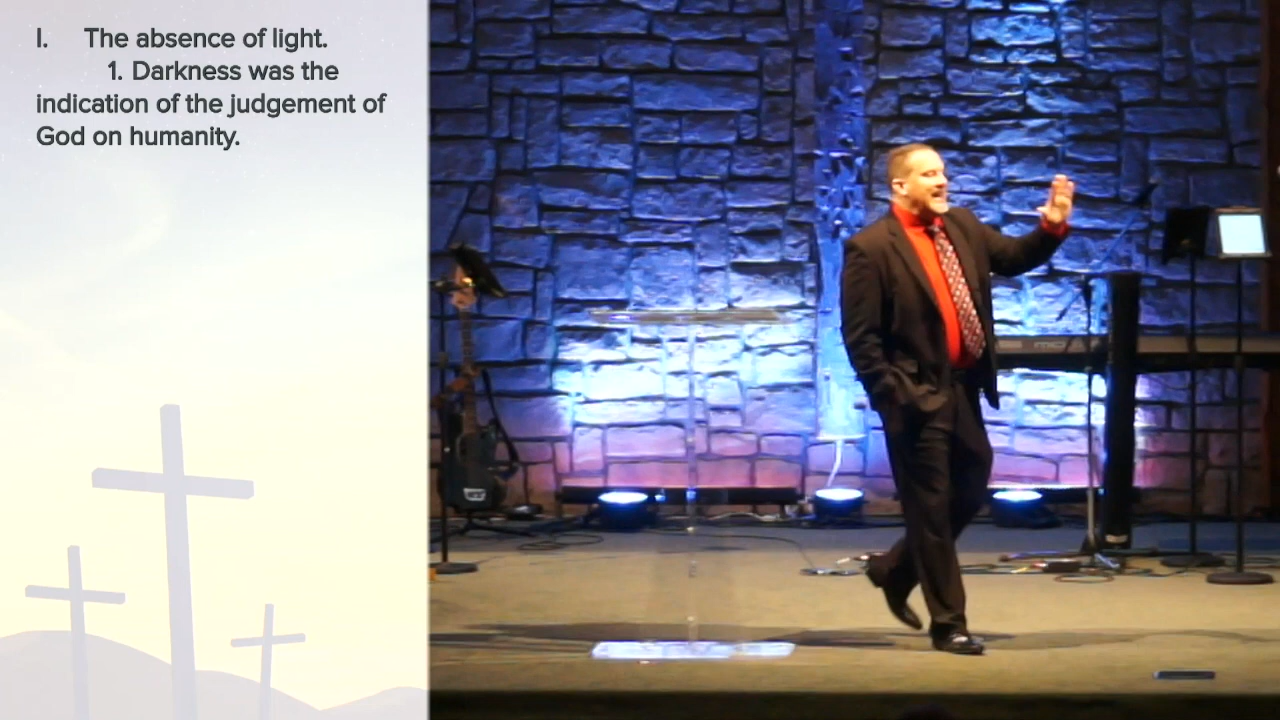 I. The absence of light.
1. Darkness was the
indication of the judgement of
God on humanity.